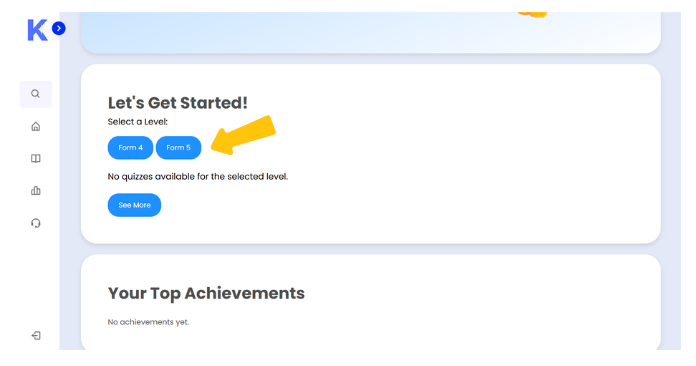 K
Let's Get Started!
Select a Level:
Form 4 Form 5
No quizzes available for the selected level.
See More
Your Top Achievements
No achievements yet.